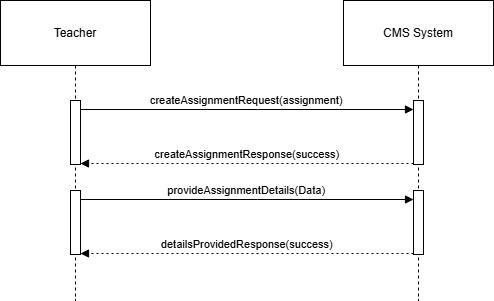 Teacher
CMS System
createAssignmentRequest(assignment)
createAssignmentResponse(success)
provideAssignmentDetails(Data)
detailsProvidedResponse(success)